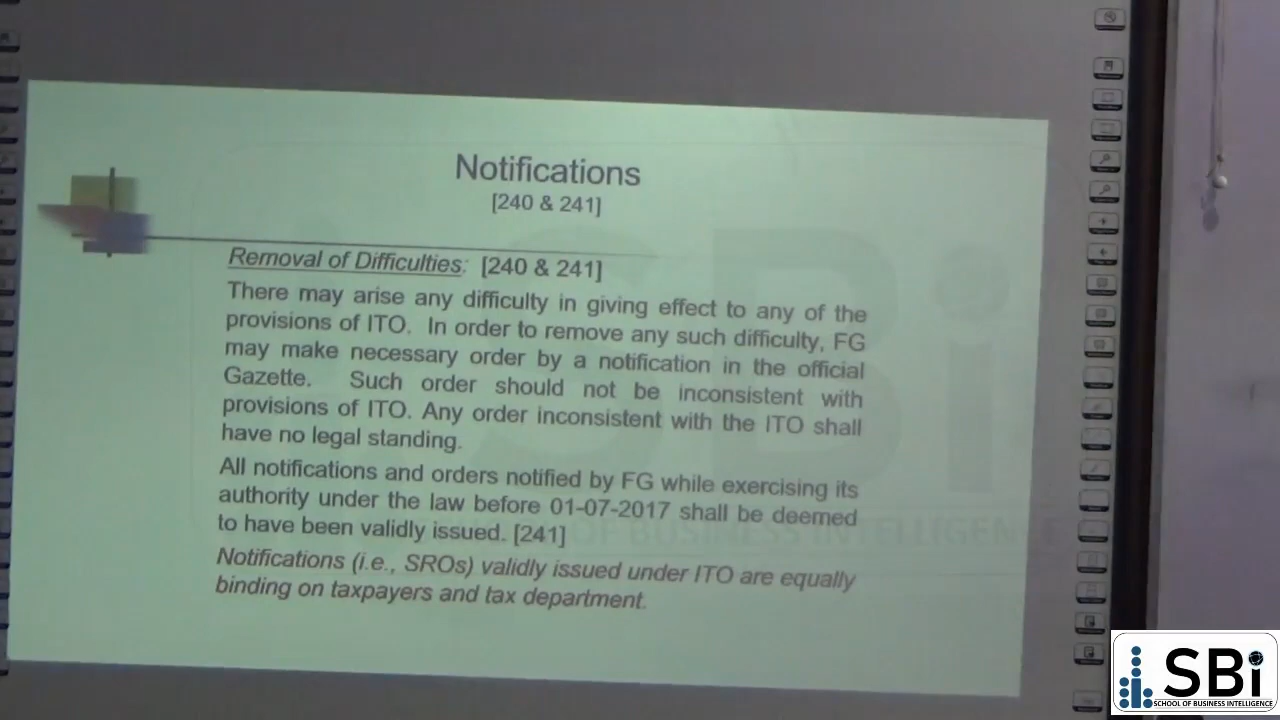 Notifications
[240 & 241]
Removal of Difficulties: [240 & 241]
There may arise any difficulty in giving effect to any of the
provisions of ITO. In order to remove any such difficulty, FG
may make necessary order by a notification in the official
Gazette. Such order should not be inconsistent with
provisions of ITO. Any order inconsistent with the ITO shall
have no legal standing.
All notifications and orders notified by FG while exercising its
authority under the law before 01-07-2017 shall be deemed
to have been validly issued. [241]
Notifications (i.e., SROs) validly issued under ITO are equally
binding on taxpayers and tax department.
SBi
OF BUSINESS INTELLIGENCE
SBi
SCHOOL OF BUSINESS INTELLIGENCE